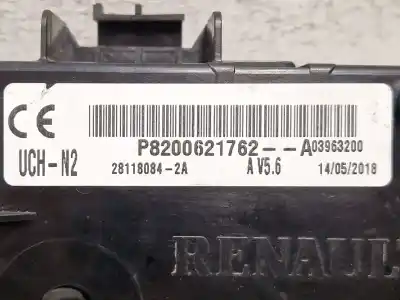 CE
P8200621762--A03963200
UCH-N2 28118084-2A A V5.6 14/05/2018
RENAULT